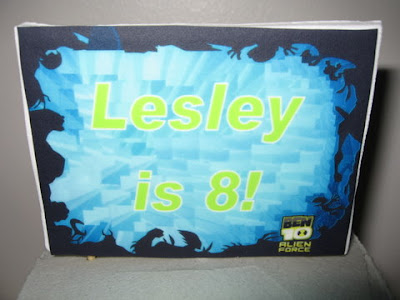 Lesley
is 8!
BEN
10
ALIEN
FORCE